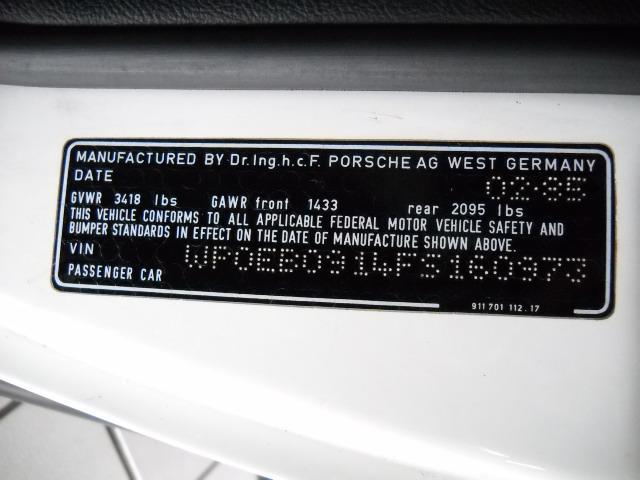 MANUFACTURED BY Dr.Ing.h.c.F. PORSCHE AG WEST GERMANY
DATE 02-85
GVWR 3418 lbs GAWR front 1433 rear 2095 lbs
THIS VEHICLE CONFORMS TO ALL APPLICABLE FEDERAL MOTOR VEHICLE SAFETY AND
BUMPER STANDARDS IN EFFECT ON THE DATE OF MANUFACTURE SHOWN ABOVE.
VIN WP0EB0914FS160973
PASSENGER CAR
911 701 112.17